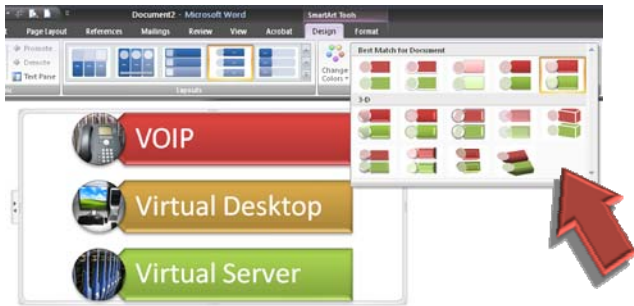 Document2 - Microsoft Word
SmartArt Tools
Page Layout References Mailings Review View Acrobat Design Format
Promote
Demote
Text Pane
Layouts
Change Colors
Best Match for Document
3-D
VOIP
Virtual Desktop
Virtual Server